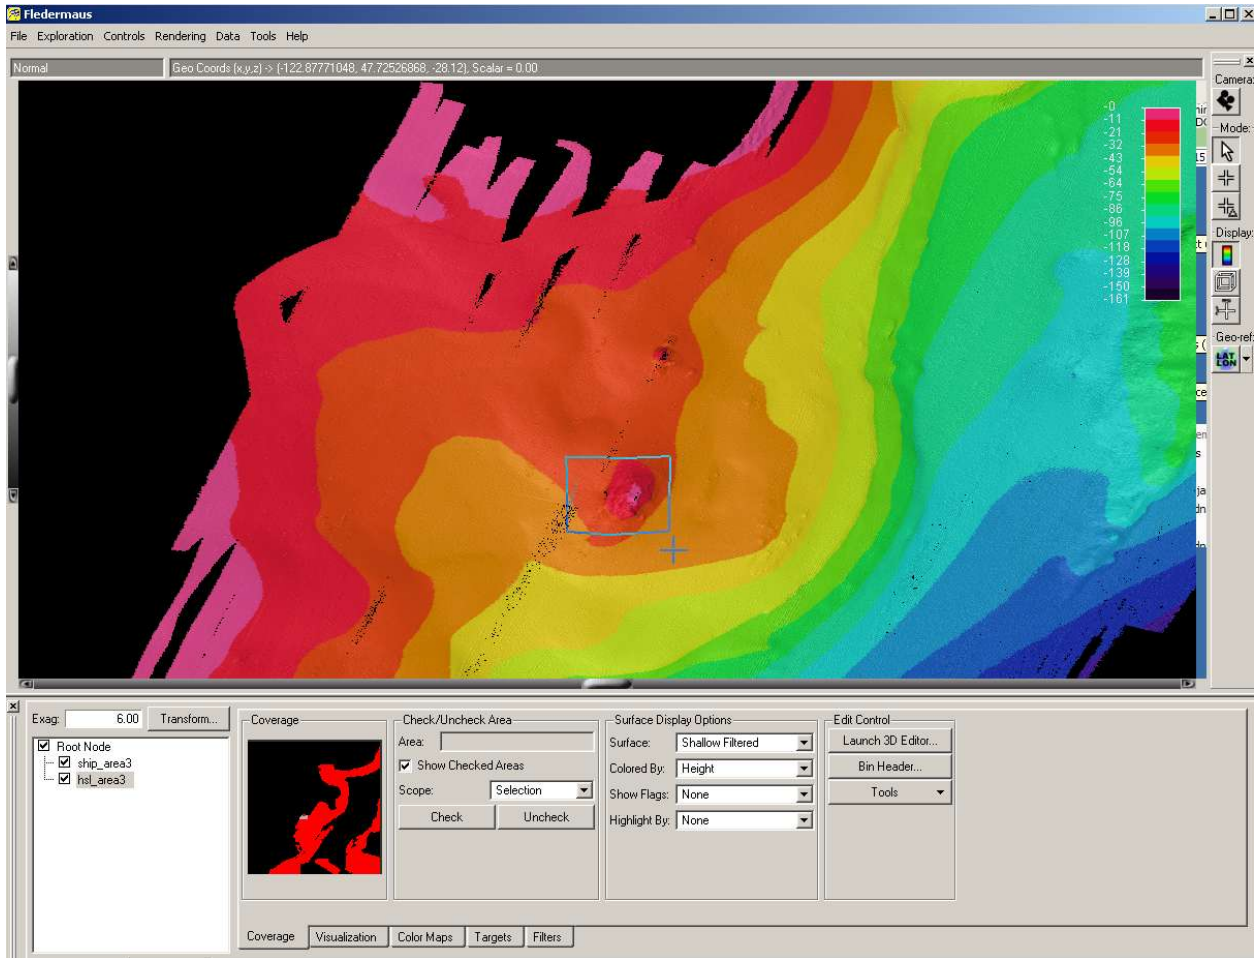 Fledermaus
File Exploration Controls Rendering Data Tools Help
Normal
Geo Coords (x,y,z) -> (-122.87771048, 47.72526868, -28.12), Scalar = 0.00
Camera:
Mode:
Display:
Geo-ref:
LAT
LON
-0
-11
-21
-32
-43
-54
-64
-75
-86
-96
-107
-118
-128
-139
-150
-161
Exag: 6.00 Transform...
Root Node
ship_area3
hsl_area3
Coverage
Check/Uncheck Area
Area:
Show Checked Areas
Scope: Selection
Check Uncheck
Surface Display Options
Surface: Shallow Filtered
Colored By: Height
Show Flags: None
Highlight By: None
Edit Control
Launch 3D Editor...
Bin Header...
Tools
Coverage Visualization Color Maps Targets Filters